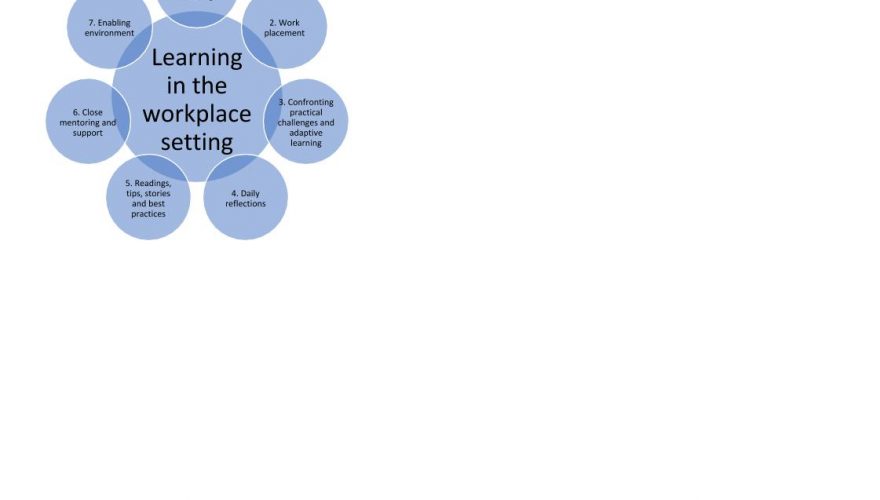 7. Enabling
environment
2. Work
placement
Learning
in the
workplace
setting
3. Confronting
practical
challenges and
adaptive
learning
6. Close
mentoring and
support
5. Readings,
tips, stories
and best
practices
4. Daily
reflections